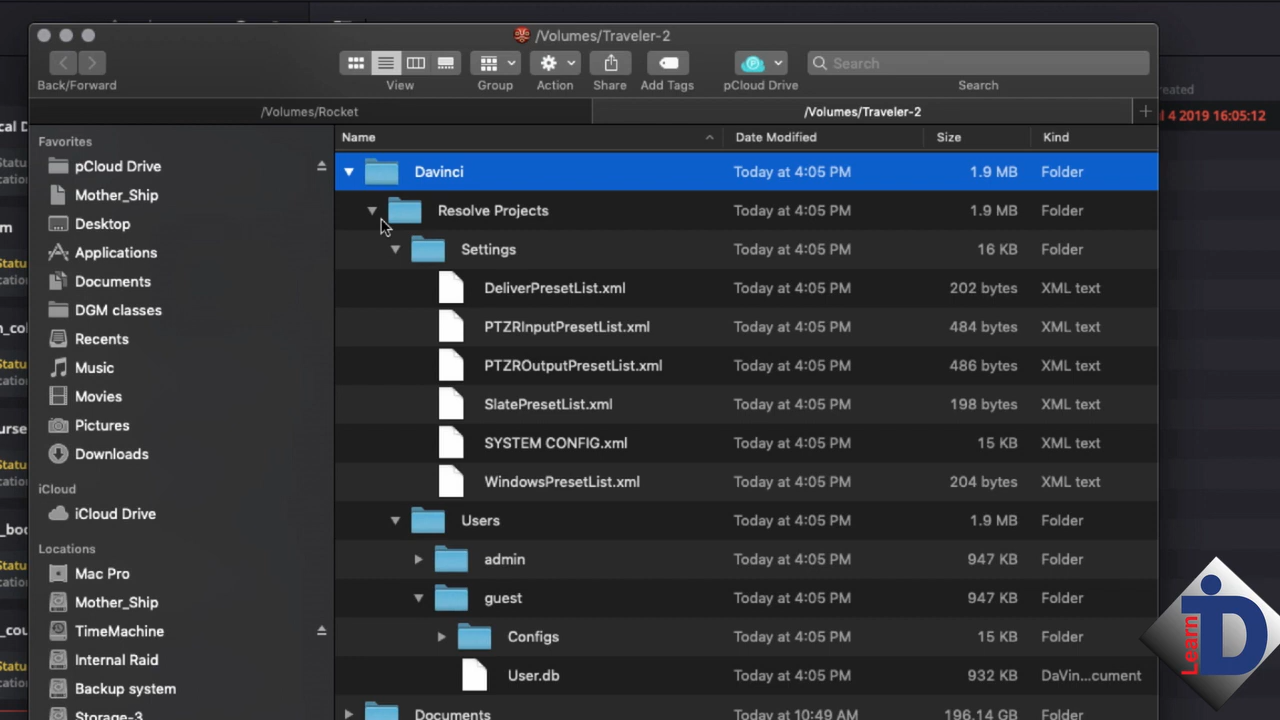 /Volumes/Traveler-2
Back/Forward
View
Group
Action
Share
Add Tags
pCloud Drive
Search
Search
/Volumes/Rocket
/Volumes/Traveler-2
eated
4 2019 16:05:12
Favorites
pCloud Drive
Mother_Ship
Desktop
Applications
Documents
DGM classes
Recents
Music
Movies
Pictures
Downloads
iCloud
iCloud Drive
Locations
Mac Pro
Mother_Ship
TimeMachine
Internal Raid
Backup system
Storage-3
Name Date Modified Size Kind
Davinci Today at 4:05 PM 1.9 MB Folder
Resolve Projects Today at 4:05 PM 1.9 MB Folder
Settings Today at 4:05 PM 16 KB Folder
DeliverPresetList.xml Today at 4:05 PM 202 bytes XML text
PTZRInputPresetList.xml Today at 4:05 PM 484 bytes XML text
PTZROutputPresetList.xml Today at 4:05 PM 486 bytes XML text
SlatePresetList.xml Today at 4:05 PM 198 bytes XML text
SYSTEM CONFIG.xml Today at 4:05 PM 15 KB XML text
WindowsPresetList.xml Today at 4:05 PM 204 bytes XML text
Users Today at 4:05 PM 1.9 MB Folder
admin Today at 4:05 PM 947 KB Folder
guest Today at 4:05 PM 947 KB Folder
Configs Today at 4:05 PM 15 KB Folder
User.db Today at 4:05 PM 932 KB DaVin...cument
Documents Today at 10:49 AM 196.14 GB Folder
Learn
iD